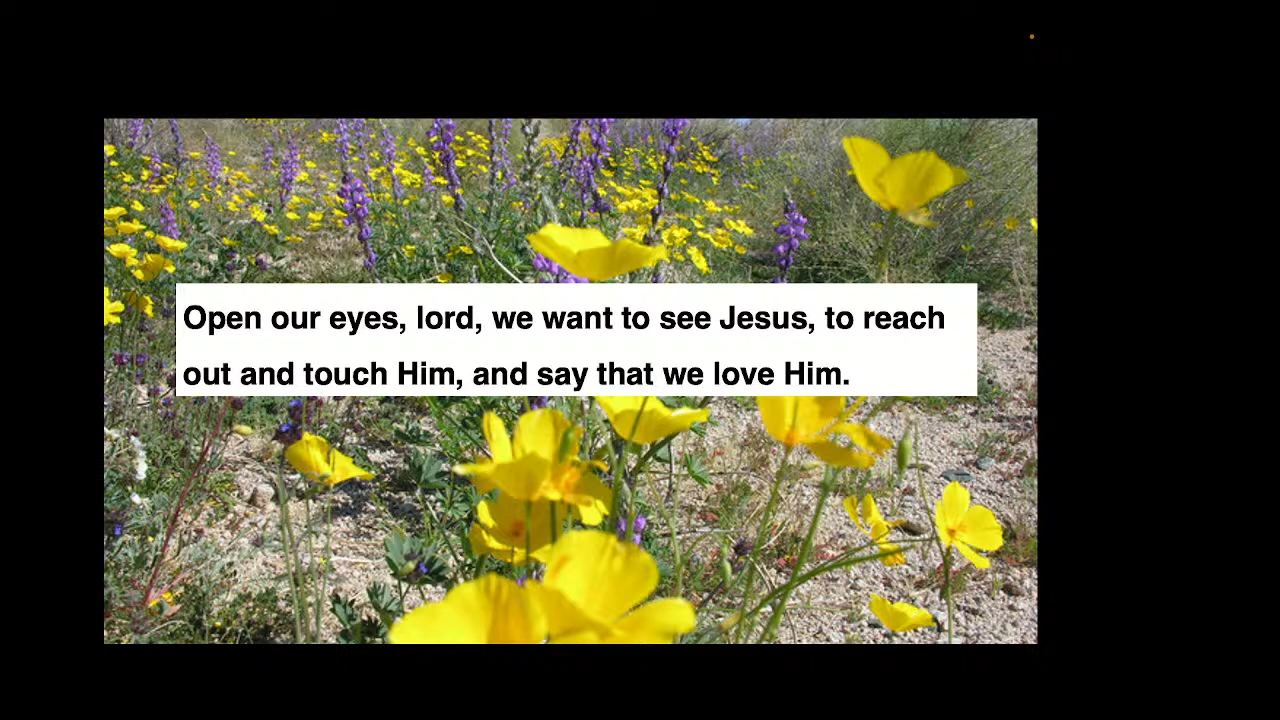 Open our eyes, lord, we want to see Jesus, to reach
out and touch Him, and say that we love Him.